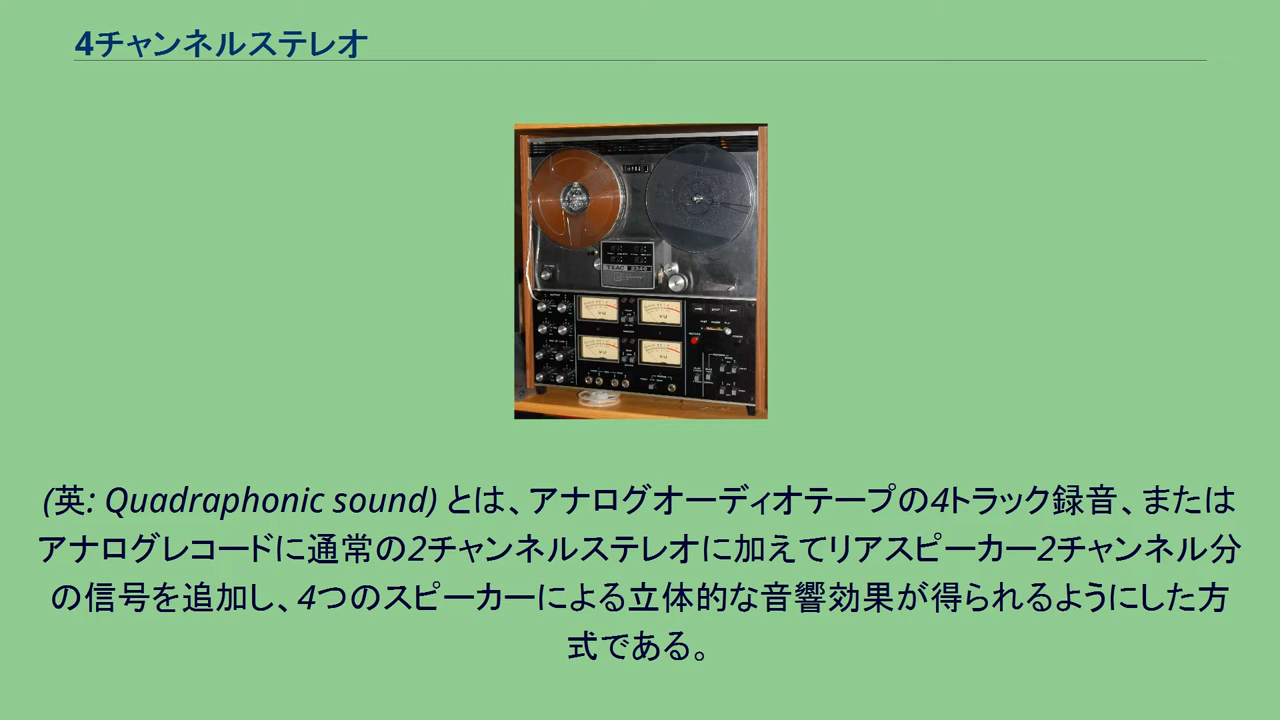 4チャンネルステレオ
TEAC 2340
VU VU
VU VU
(英: Quadraphonic sound) とは、アナログオーディオテープの4トラック録音、または
アナログレコードに通常の2チャンネルステレオに加えてリアスピーカー2チャンネル分
の信号を追加し、4つのスピーカーによる立体的な音響効果が得られるようにした方
式である。